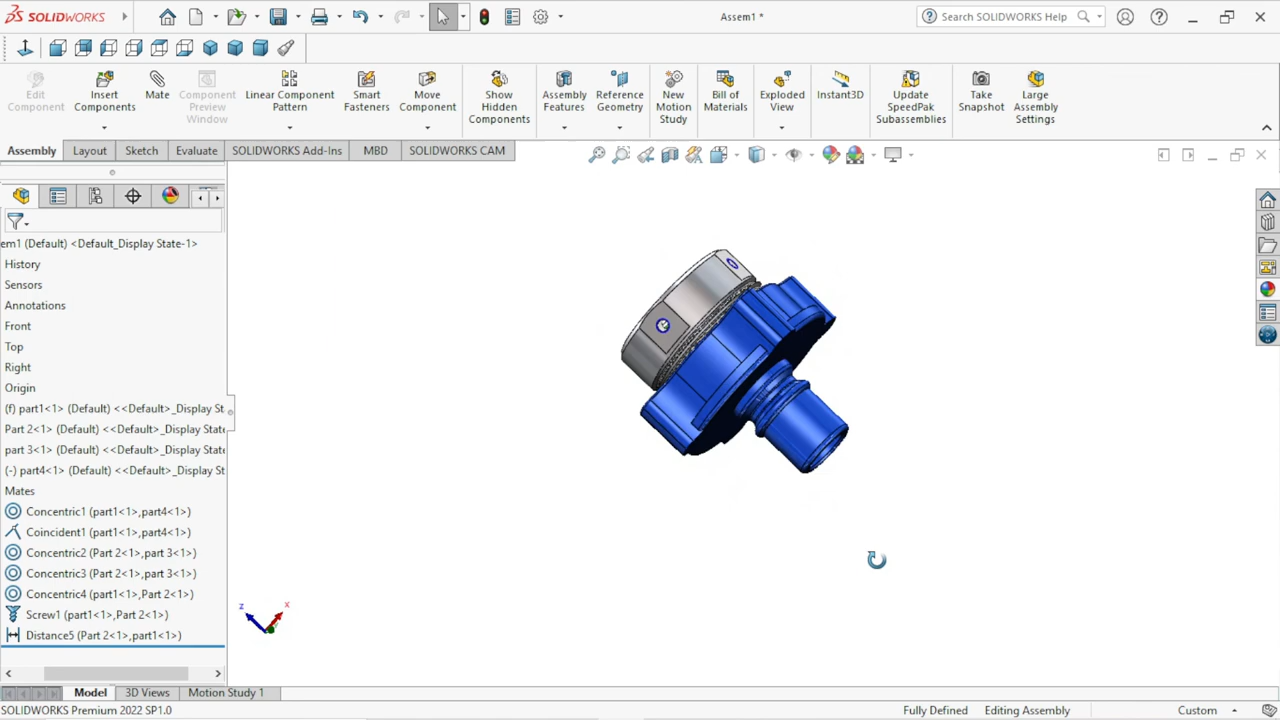 SOLIDWORKS
Assem1 *
Search SOLIDWORKS Help
Edit Component
Insert Components
Mate
Component Preview Window
Linear Component Pattern
Smart Fasteners
Move Component
Show Hidden Components
Assembly Features
Reference Geometry
New Motion Study
Bill of Materials
Exploded View
Instant3D
Update SpeedPak Subassemblies
Take Snapshot
Large Assembly Settings
Assembly
Layout
Sketch
Evaluate
SOLIDWORKS Add-Ins
MBD
SOLIDWORKS CAM
em1 (Default) <Default_Display State-1>
History
Sensors
Annotations
Front
Top
Right
Origin
(f) part1<1> (Default) <<Default>_Display St
Part 2<1> (Default) <<Default>_Display State
part 3<1> (Default) <<Default>_Display State
(-) part4<1> (Default) <<Default>_Display St
Mates
Concentric1 (part1<1>,part4<1>)
Coincident1 (part1<1>,part4<1>)
Concentric2 (Part 2<1>,part 3<1>)
Concentric3 (Part 2<1>,part 3<1>)
Concentric4 (part1<1>,Part 2<1>)
Screw1 (part1<1>,Part 2<1>)
Distance5 (Part 2<1>,part1<1>)
z
x
Model
3D Views
Motion Study 1
SOLIDWORKS Premium 2022 SP1.0
Fully Defined
Editing Assembly
Custom